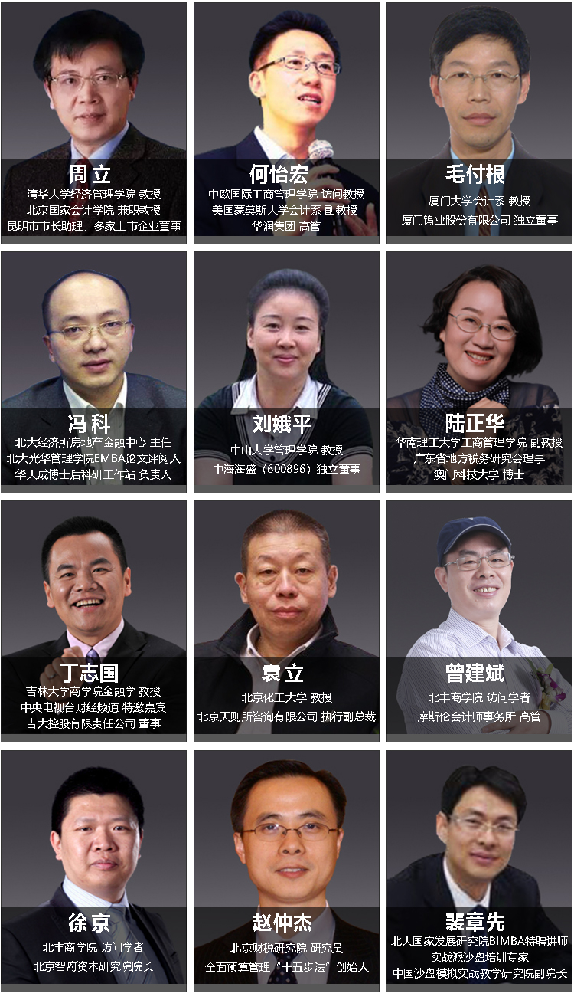 周立
清华大学经济管理学院 教授
北京国家会计学院 兼职教授
昆明市市长助理，多家上市企业董事
何怡宏
中欧国际工商管理学院 访问教授
美国蒙莫斯大学会计系 副教授
华润集团 高管
毛付根
厦门大学会计系 教授
厦门钨业股份有限公司 独立董事
冯科
北大经济所房地产金融中心 主任
北大光华管理学院EMBA论文评阅人
华天成博士后科研工作站 负责人
刘娥平
中山大学管理学院 教授
中海海盛（600896）独立董事
陆正华
华南理工大学工商管理学院 副教授
广东省地方税务研究会理事
澳门科技大学 博士
丁志国
吉林大学商学院金融学 教授
中央电视台财经频道 特邀嘉宾
吉大控股有限责任公司 董事
袁立
北京化工大学 教授
北京天则所咨询有限公司 执行副总裁
曾建斌
北丰商学院 访问学者
摩斯伦会计师事务所 高管
徐京
北丰商学院 访问学者
北京智府资本研究院院长
赵仲杰
北京财税研究院 研究员
全面预算管理“十五步法”创始人
裴章先
北大国家发展研究院BIMBA特聘讲师
实战派沙盘培训专家
中国沙盘模拟实战教学研究院副院长